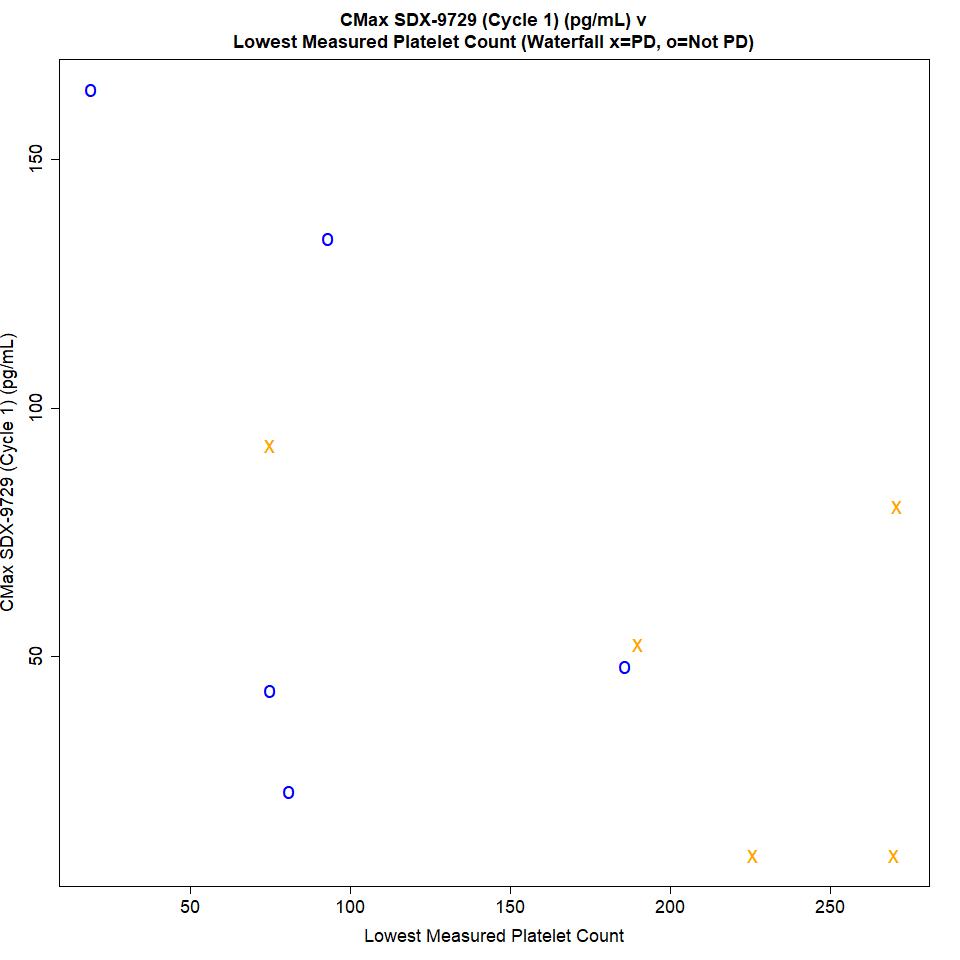 CMax SDX-9729 (Cycle 1) (pg/mL) v
Lowest Measured Platelet Count (Waterfall x=PD, o=Not PD)
CMax SDX-9729 (Cycle 1) (pg/mL)
150
100
50
o
o
x
x
x
o
o
o
x
x
50 100 150 200 250
Lowest Measured Platelet Count